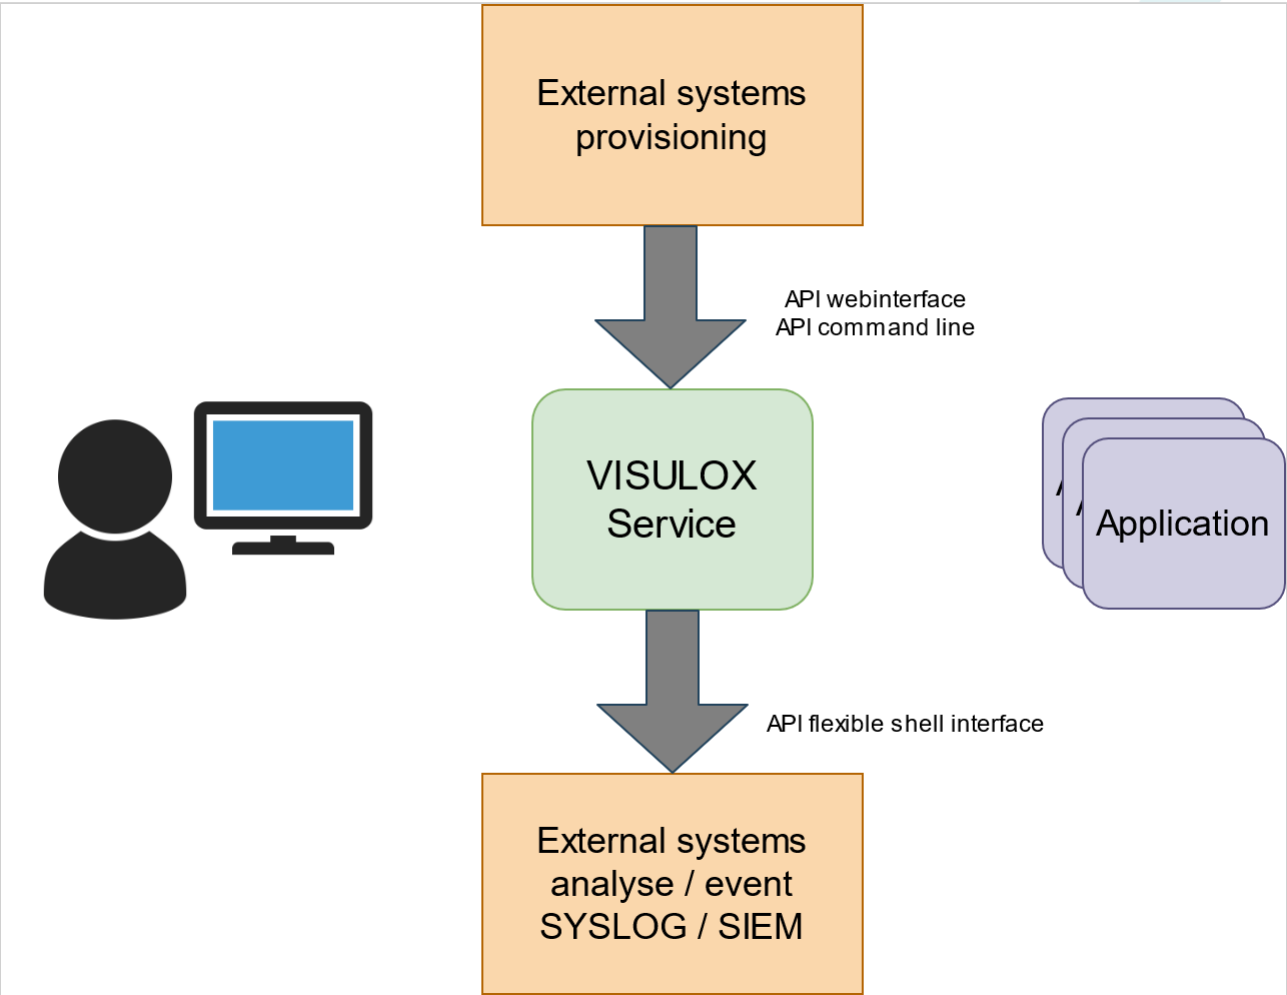 External systems
provisioning
API webinterface
API command line
VISULOX
Service
Application
API flexible shell interface
External systems
analyse / event
SYSLOG / SIEM